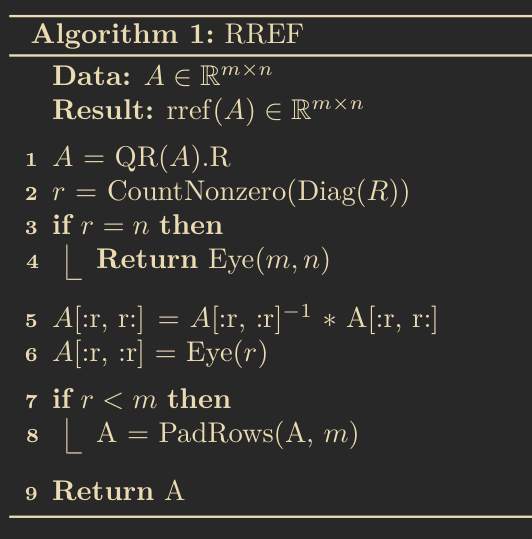 Algorithm 1: RREF
Data: A ∈ ℝ^{m×n}
Result: rref(A) ∈ ℝ^{m×n}
1 A = QR(A).R
2 r = CountNonzero(Diag(R))
3 if r = n then
4 Return Eye(m, n)
5 A[:r, r:] = A[:r, :r]^{-1} * A[:r, r:]
6 A[:r, :r] = Eye(r)
7 if r < m then
8 A = PadRows(A, m)
9 Return A